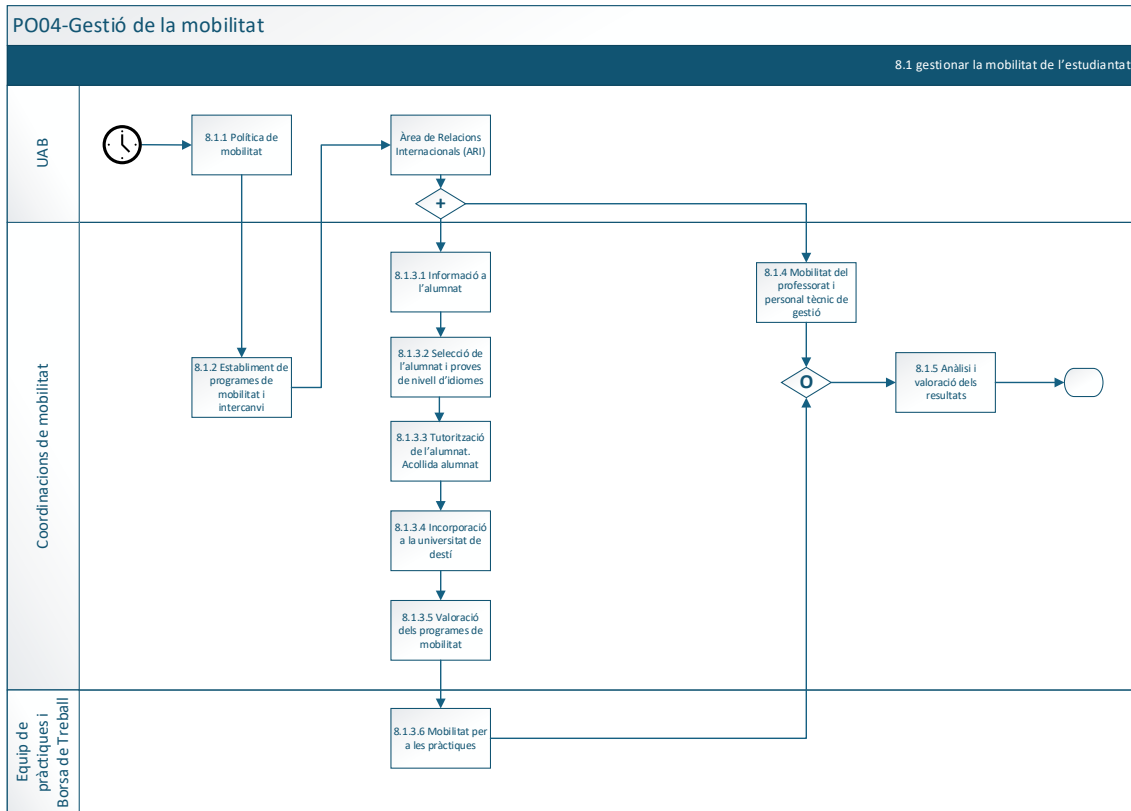 PO04-Gestió de la mobilitat
8.1 gestionar la mobilitat de l’estudiantat
UAB
8.1.1 Política de
mobilitat
Àrea de Relacions
Internacionals (ARI)
+
Coordinacions de mobilitat
8.1.2 Establiment de
programes de
mobilitat i
intercanvi
8.1.3.1 Informació a
l’alumnat
8.1.3.2 Selecció de
l’alumnat i proves
de nivell d’idiomes
8.1.3.3 Tutorització
de l’alumnat.
Acollida alumnat
8.1.3.4 Incorporació
a la universitat de
destí
8.1.3.5 Valoració
dels programes de
mobilitat
8.1.4 Mobilitat del
professorat i
personal tècnic de
gestió
O
8.1.5 Anàlisi i
valoració dels
resultats
Equip de
pràctiques i
Borsa de Treball
8.1.3.6 Mobilitat per
a les pràctiques